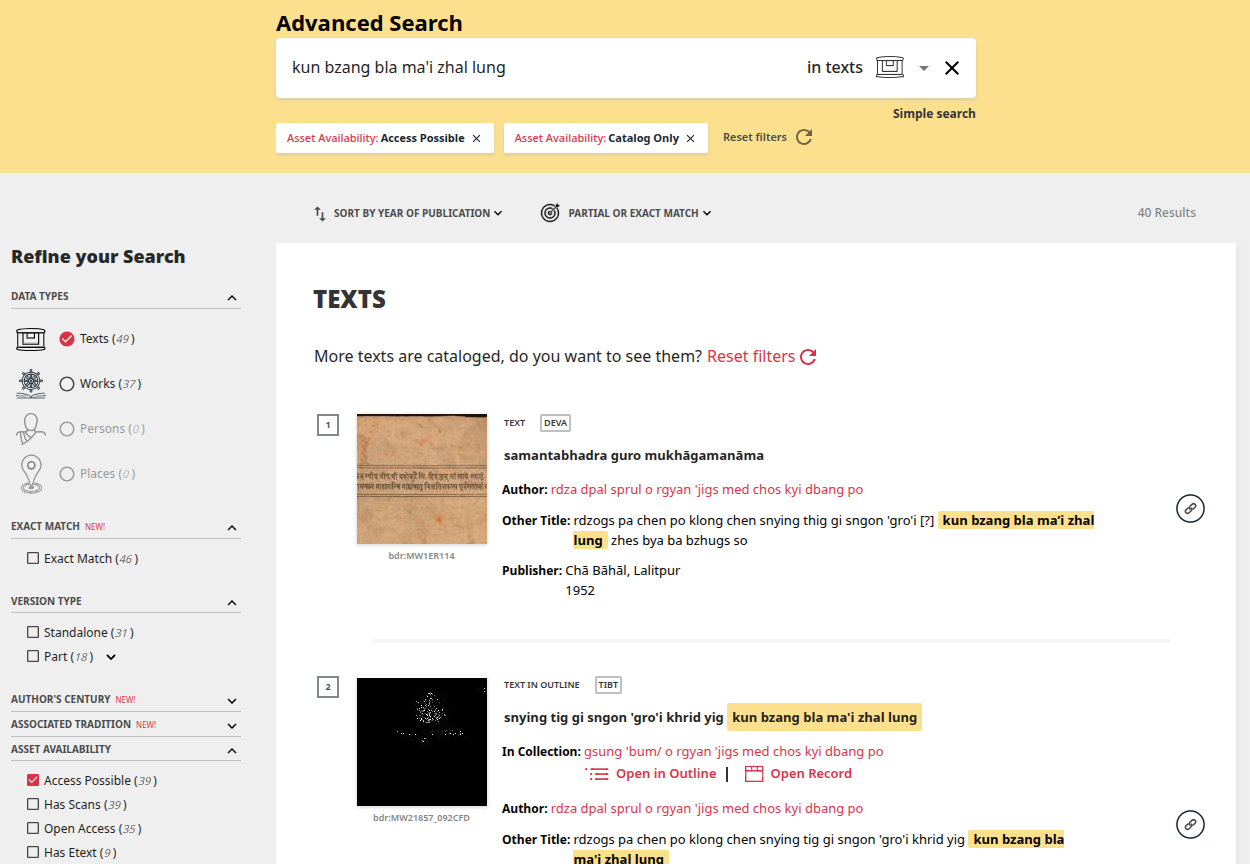 Advanced Search
kun bzang bla ma'i zhal lung
in texts
Simple search
Asset Availability: Access Possible
Asset Availability: Catalog Only
Reset filters
SORT BY YEAR OF PUBLICATION
PARTIAL OR EXACT MATCH
40 Results
Refine your Search
DATA TYPES
Texts (49)
Works (37)
Persons (0)
Places (0)
EXACT MATCH NEW!
Exact Match (46)
VERSION TYPE
Standalone (31)
Part (18)
AUTHOR'S CENTURY NEW!
ASSOCIATED TRADITION NEW!
ASSET AVAILABILITY
Access Possible (39)
Has Scans (39)
Open Access (35)
Has Etext (9)
TEXTS
More texts are cataloged, do you want to see them? Reset filters
1
bdr:MW1ER114
TEXT DEVA
samantabhadra guro mukhāgamanāma
Author: rdza dpal sprul o rgyan 'jigs med chos kyi dbang po
Other Title: rdzogs pa chen po klong chen snying thig gi sngon 'gro'i [?] kun bzang bla ma‘i zhal
lung zhes bya ba bzhugs so
Publisher: Chā Bāhāl, Lalitpur
1952
2
bdr:MW21857_092CFD
TEXT IN OUTLINE TIBT
snying tig gi sngon 'gro'i khrid yig kun bzang bla ma'i zhal lung
In Collection: gsung 'bum/ o rgyan 'jigs med chos kyi dbang po
Open in Outline | Open Record
Author: rdza dpal sprul o rgyan 'jigs med chos kyi dbang po
Other Title: rdzogs pa chen po klong chen snying tig gi sngon 'gro'i khrid yig kun bzang bla
ma'i zhal lung